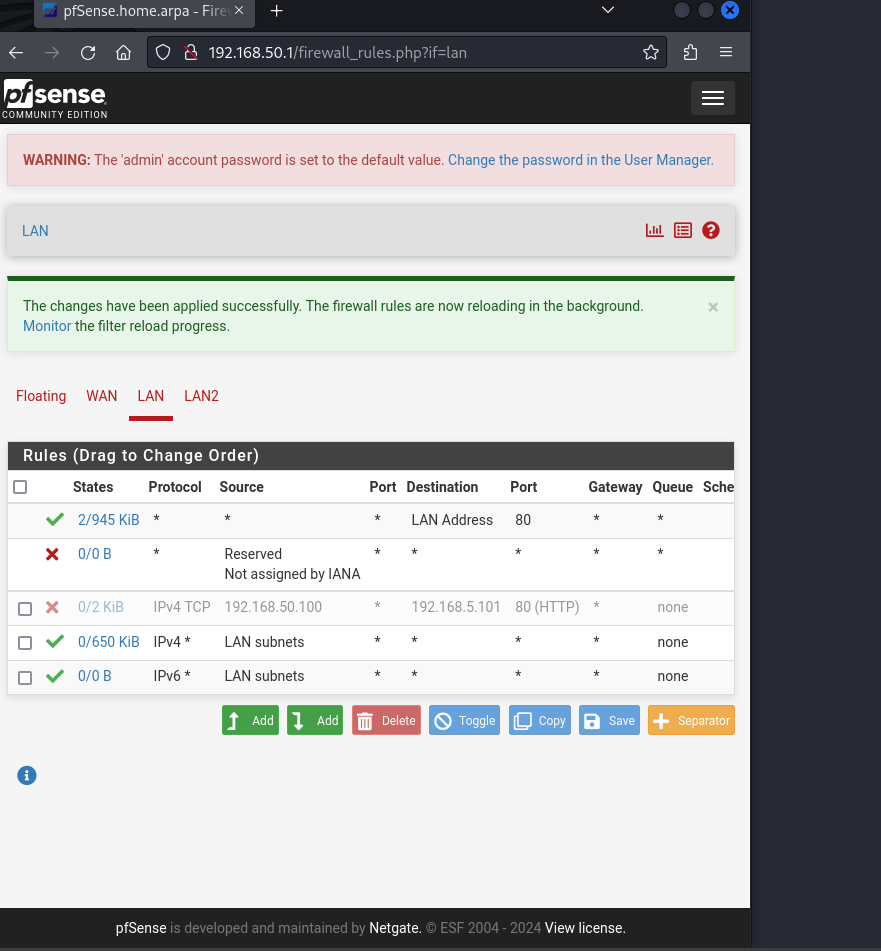 pfSense.home.arpa - Fire
192.168.50.1/firewall_rules.php?if=lan
pfsense
COMMUNITY EDITION
WARNING: The 'admin' account password is set to the default value. Change the password in the User Manager.
LAN
The changes have been applied successfully. The firewall rules are now reloading in the background.
Monitor the filter reload progress.
×
Floating WAN LAN LAN2
Rules (Drag to Change Order)
States Protocol Source Port Destination Port Gateway Queue Sche
2/945 KiB * * * LAN Address 80 * *
0/0 B * Reserved * * * * *
Not assigned by IANA
0/2 KiB IPv4 TCP 192.168.50.100 * 192.168.5.101 80 (HTTP) * none
0/650 KiB IPv4 * LAN subnets * * * * none
0/0 B IPv6 * LAN subnets * * * * none
Add Add Delete Toggle Copy Save Separator
pfSense is developed and maintained by Netgate. © ESF 2004 - 2024 View license.